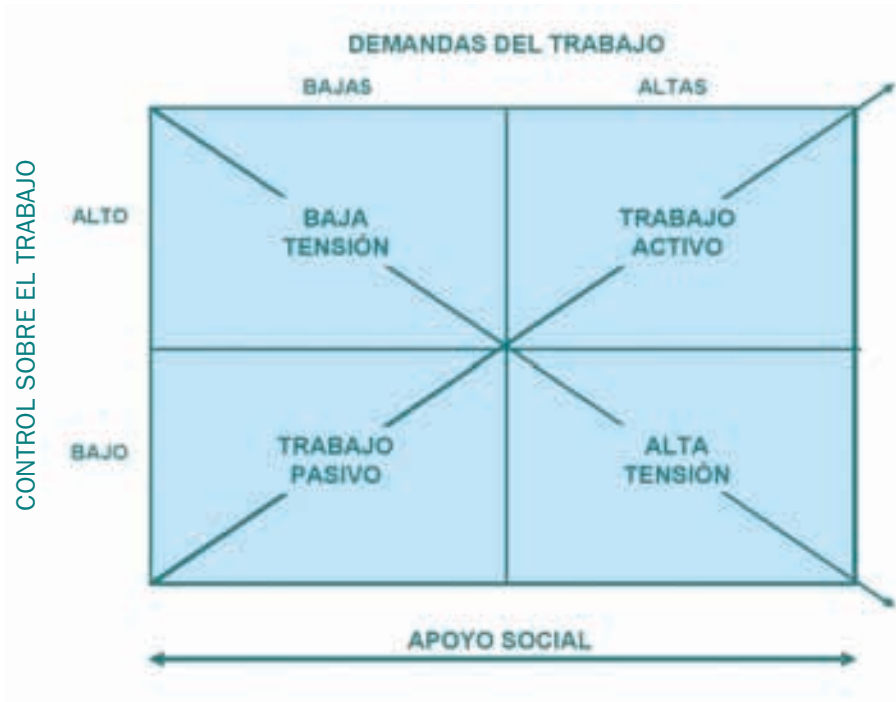 DEMANDAS DEL TRABAJO
BAJAS
ALTAS
CONTROL SOBRE EL TRABAJO
ALTO
BAJA
TENSIÓN
TRABAJO
ACTIVO
BAJO
TRABAJO
PASIVO
ALTA
TENSIÓN
APOYO SOCIAL